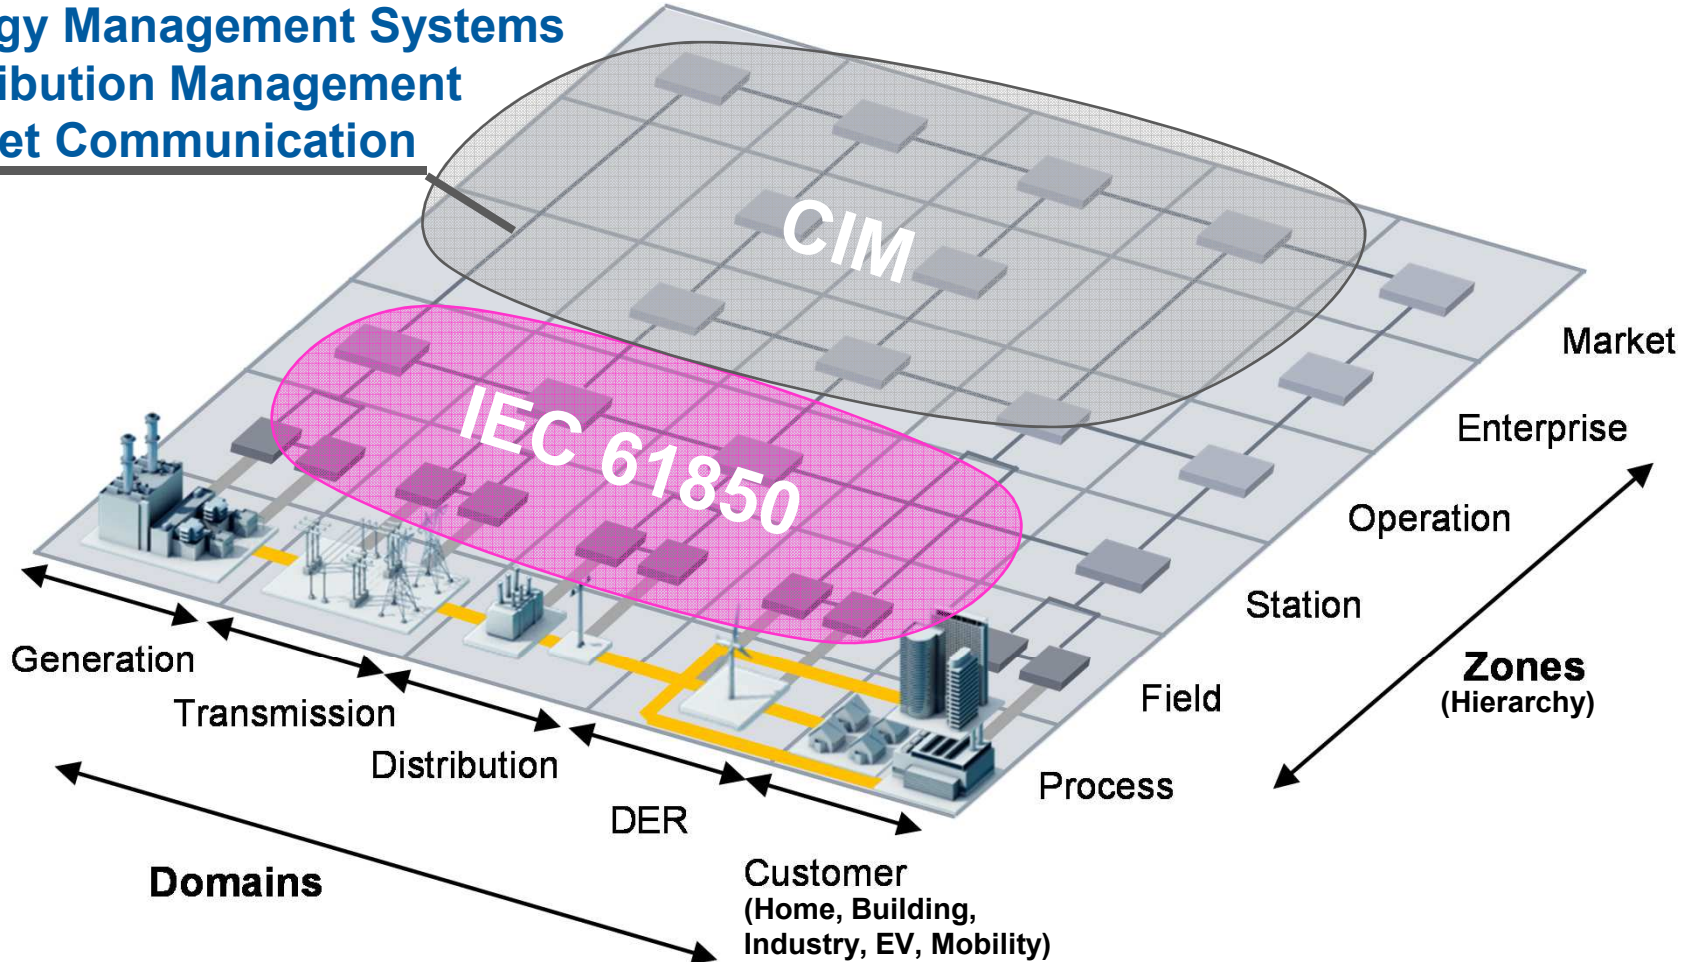 gy Management Systems
ibution Management
et Communication
CIM
IEC 61850
Market
Enterprise
Operation
Station
Field
Process
Zones
(Hierarchy)
Generation
Transmission
Distribution
DER
Customer
(Home, Building,
Industry, EV, Mobility)
Domains